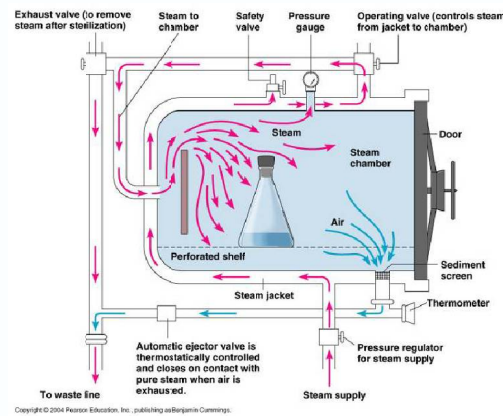 Exhaust valve (to remove
steam after sterilization)
Steam to
chamber
Safety
valve
Pressure
gauge
Operating valve (controls steam
from jacket to chamber)
Steam
Door
Steam
chamber
Air
Perforated shelf
Sediment
screen
Steam jacket
Thermometer
Automatic ejector valve is
thermostatically controlled
and closes on contact with
pure steam when air is
exhausted.
Pressure regulator
for steam supply
To waste line
Steam supply
Copyright © 2004 Pearson Education, Inc., publishing as Benjamin Cummings.